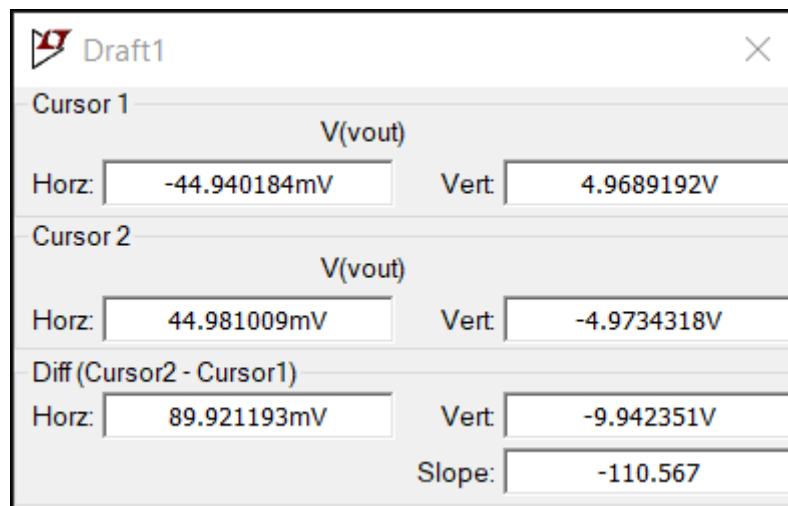 Draft1
Cursor 1
V(vout)
Horz: -44.940184mV Vert: 4.9689192V
Cursor 2
V(vout)
Horz: 44.981009mV Vert: -4.9734318V
Diff (Cursor2 - Cursor1)
Horz: 89.921193mV Vert: -9.942351V
Slope: -110.567